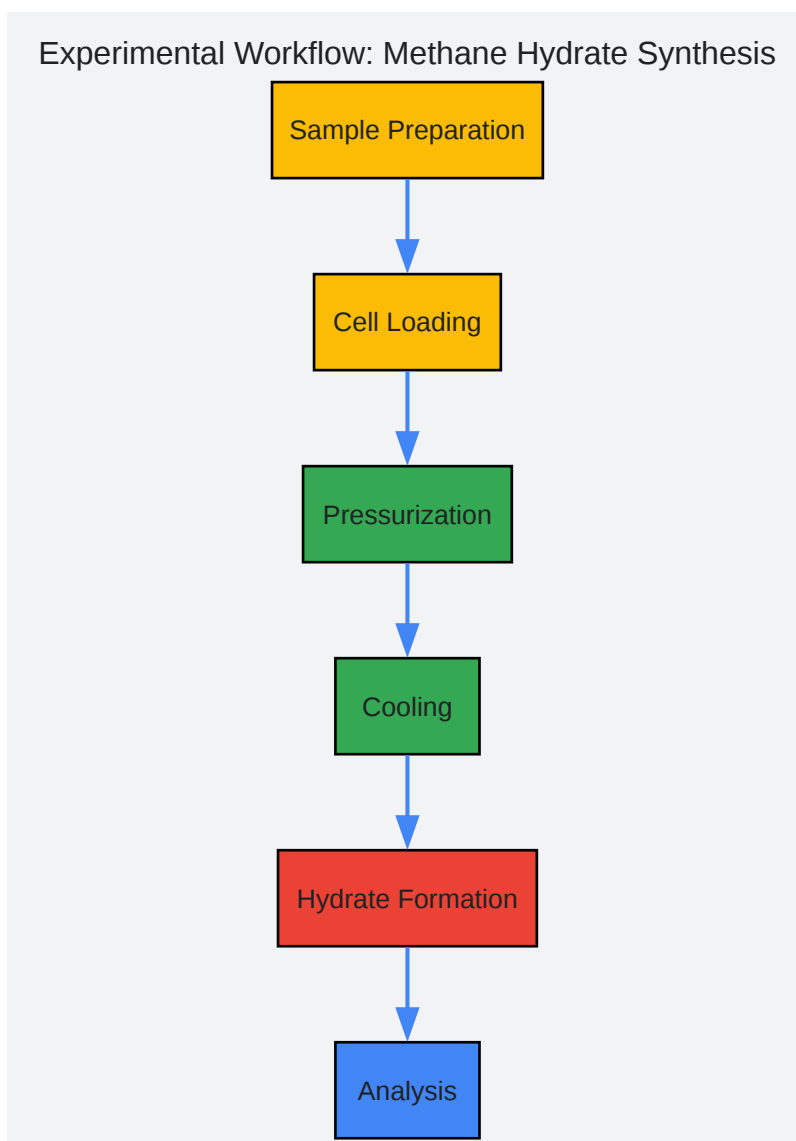 Experimental Workflow: Methane Hydrate Synthesis
Sample Preparation
Cell Loading
Pressurization
Cooling
Hydrate Formation
Analysis